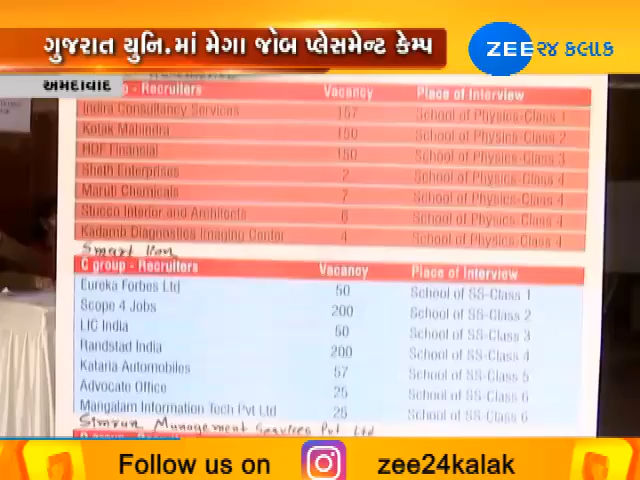 ગુજરાત યુનિ.માં મેગા જોબ પ્લેસમેન્ટ કેમ્પ
ZEE ૨૪ કલાક
અમદાવાદ
- Recruiters Vacancy Place of Interview
Indira Consultancy Services 157 School of Physics-Class 1
Kotak Mahindra 150 School of Physics-Class 2
HDF Financial 150 School of Physics-Class 3
Sheth Enterprises 2 School of Physics-Class 4
Maruti Chemicals 7 School of Physics-Class 4
Stucco Interior and Architects 6 School of Physics-Class 4
Kadamb Diagnostics Imaging Center 4 School of Physics-Class 4
Smart
C group - Recruiters Vacancy Place of Interview
Eureka Forbes Ltd 50 School of SS-Class 1
Scope 4 Jobs 200 School of SS-Class 2
LIC India 50 School of SS-Class 3
Randstad India 200 School of SS-Class 4
Kataria Automobiles 57 School of SS-Class 5
Advocate Office 25 School of SS-Class 6
Mangalam Information Tech Pvt Ltd 25 School of SS-Class 6
Simran Management Services Pvt Ltd
Follow us on zee24kalak